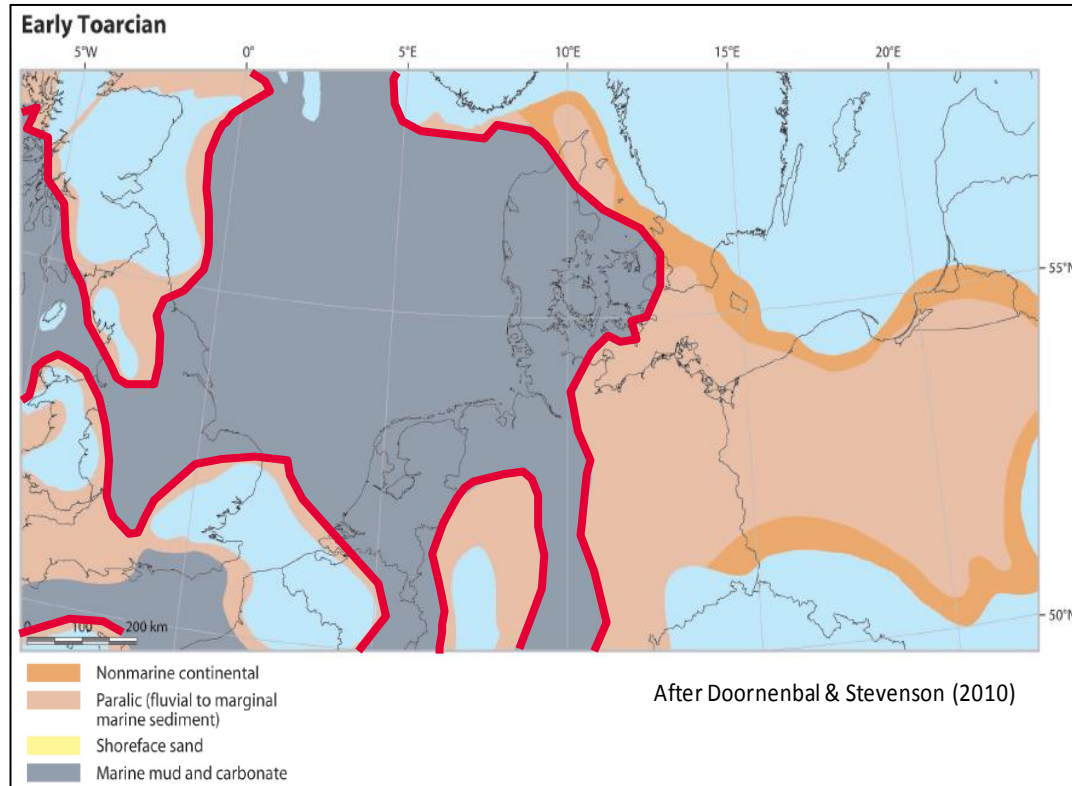 Early Toarcian
5°W 0° 5°E 10°E 15°E 20°E
55°N
50°N
0 100 200 km
Nonmarine continental
Paralic (fluvial to marginal
marine sediment)
Shoreface sand
Marine mud and carbonate
After Doornenbal & Stevenson (2010)